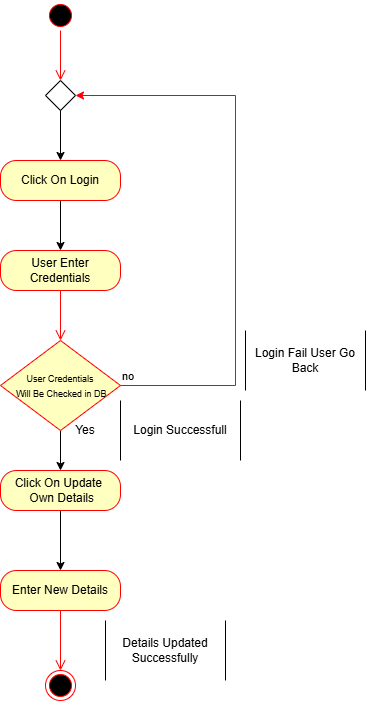 Click On Login
User Enter
Credentials
User Credentials
Will Be Checked in DB
no
Login Fail User Go
Back
Yes
Login Successfull
Click On Update
Own Details
Enter New Details
Details Updated
Successfully